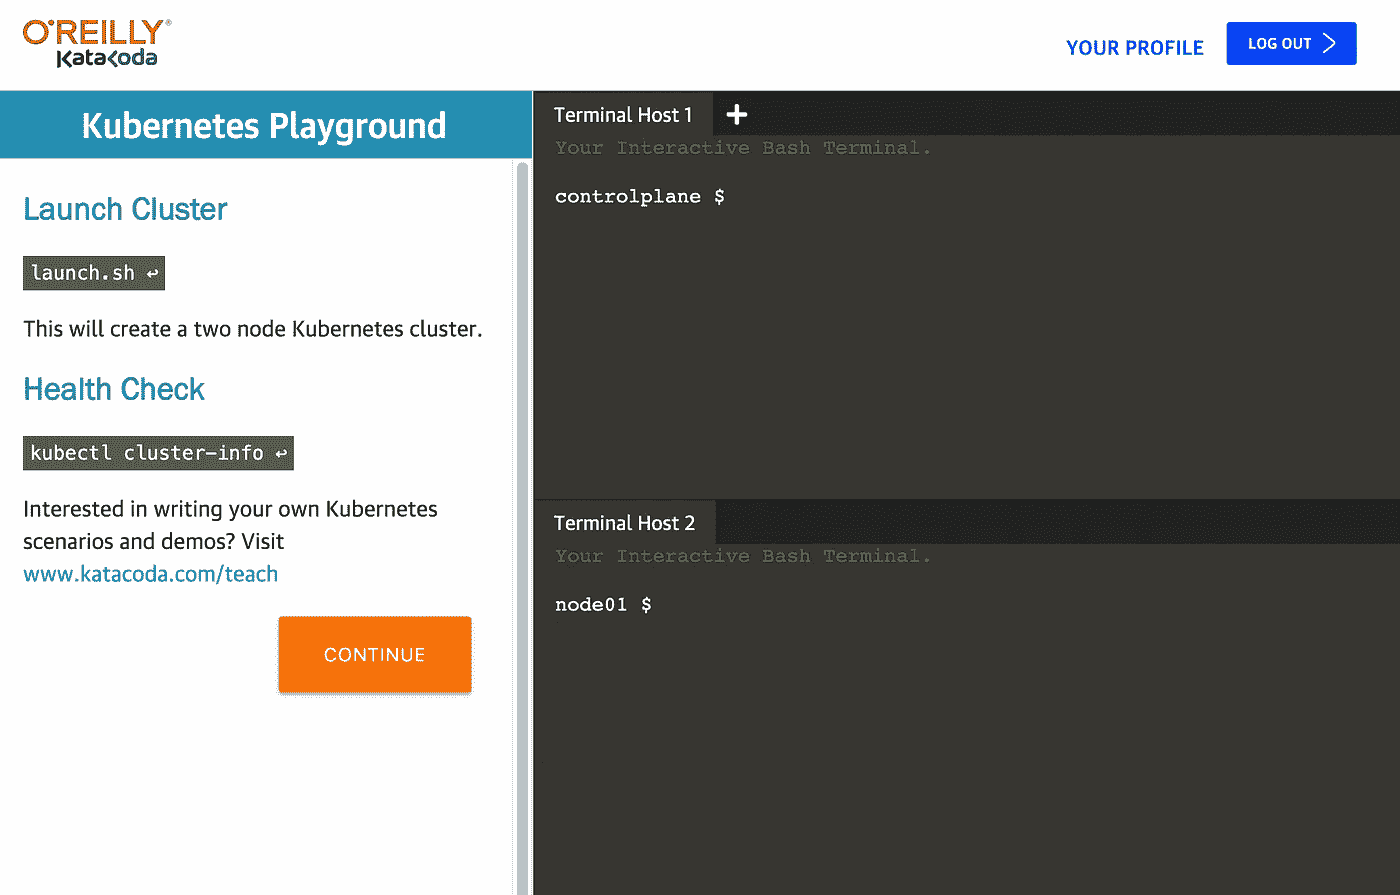 O'REILLY®
Katacoda
YOUR PROFILE
LOG OUT
Kubernetes Playground
Launch Cluster
launch.sh ↩
This will create a two node Kubernetes cluster.
Health Check
kubectl cluster-info ↩
Interested in writing your own Kubernetes
scenarios and demos? Visit
www.katacoda.com/teach
CONTINUE
Terminal Host 1
Your Interactive Bash Terminal.
controlplane $
Terminal Host 2
Your Interactive Bash Terminal.
node01 $